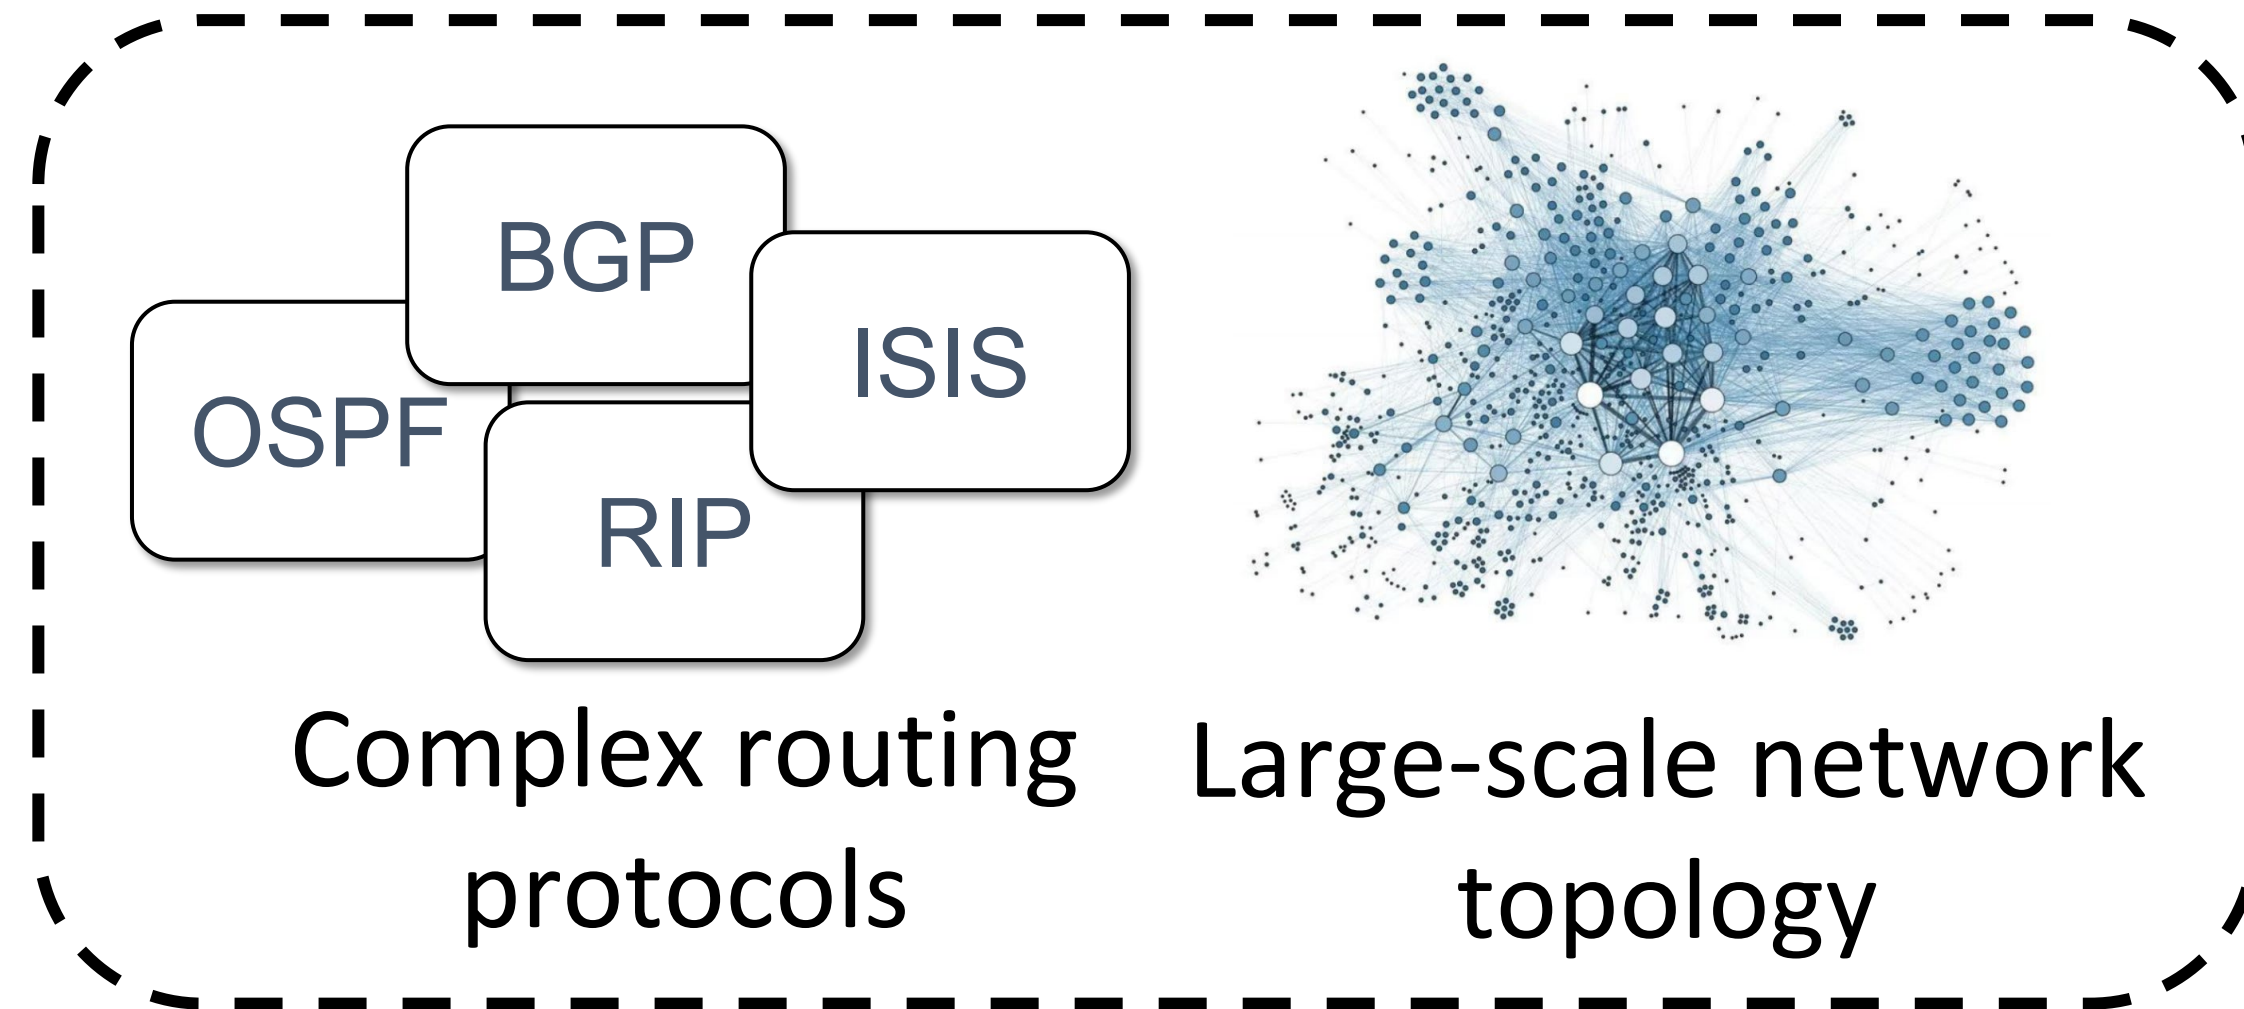 BGP
ISIS
OSPF
RIP
Complex routing
protocols
Large-scale network
topology